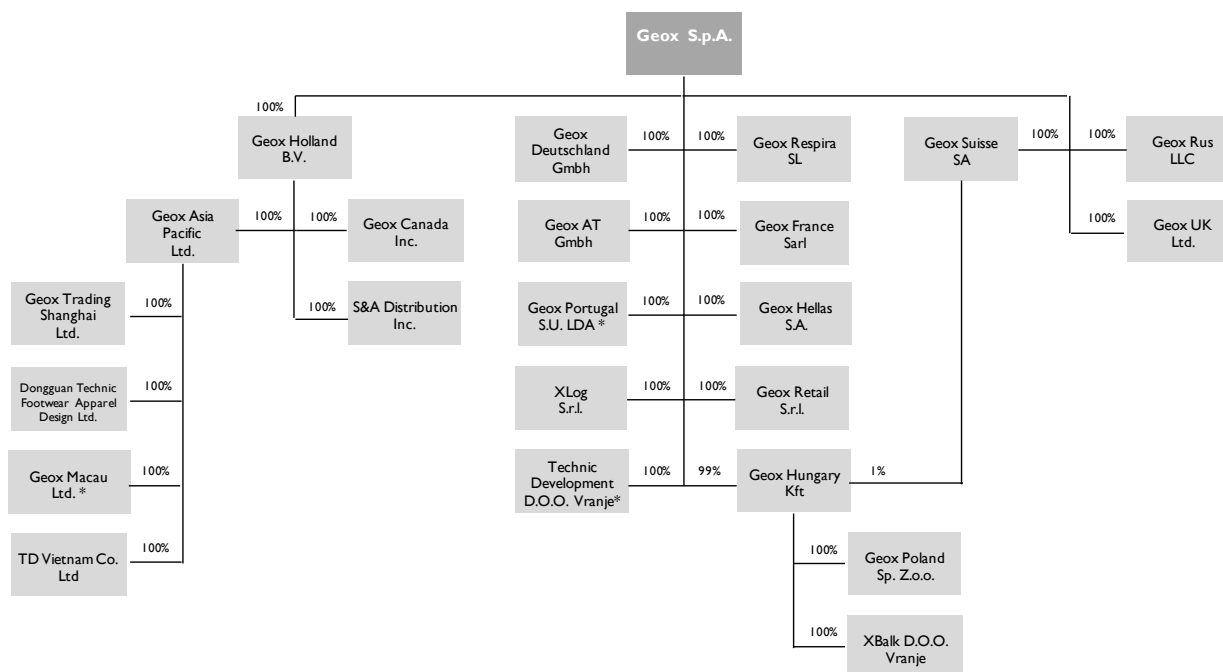 Geox S.p.A.
100%
Geox Holland
B.V.
Geox
Deutschland
Gmbh
100%
100%
Geox Respira
SL
Geox Suisse
SA
100%
100%
Geox Rus
LLC
Geox Asia
Pacific
Ltd.
100%
100%
Geox Canada
Inc.
Geox AT
Gmbh
100%
100%
Geox France
Sarl
100%
Geox UK
Ltd.
Geox Trading
Shanghai
Ltd.
100%
100%
S&A Distribution
Inc.
Geox Portugal
S.U. LDA *
100%
100%
Geox Hellas
S.A.
Dongguan Technic
Footwear Apparel
Design Ltd.
100%
XLog
S.r.l.
100%
100%
Geox Retail
S.r.l.
Geox Macau
Ltd. *
100%
Technic
Development
D.O.O. Vranje*
100%
99%
Geox Hungary
Kft
1%
TD Vietnam Co.
Ltd
100%
100%
Geox Poland
Sp. Z.o.o.
100%
XBalk D.O.O.
Vranje